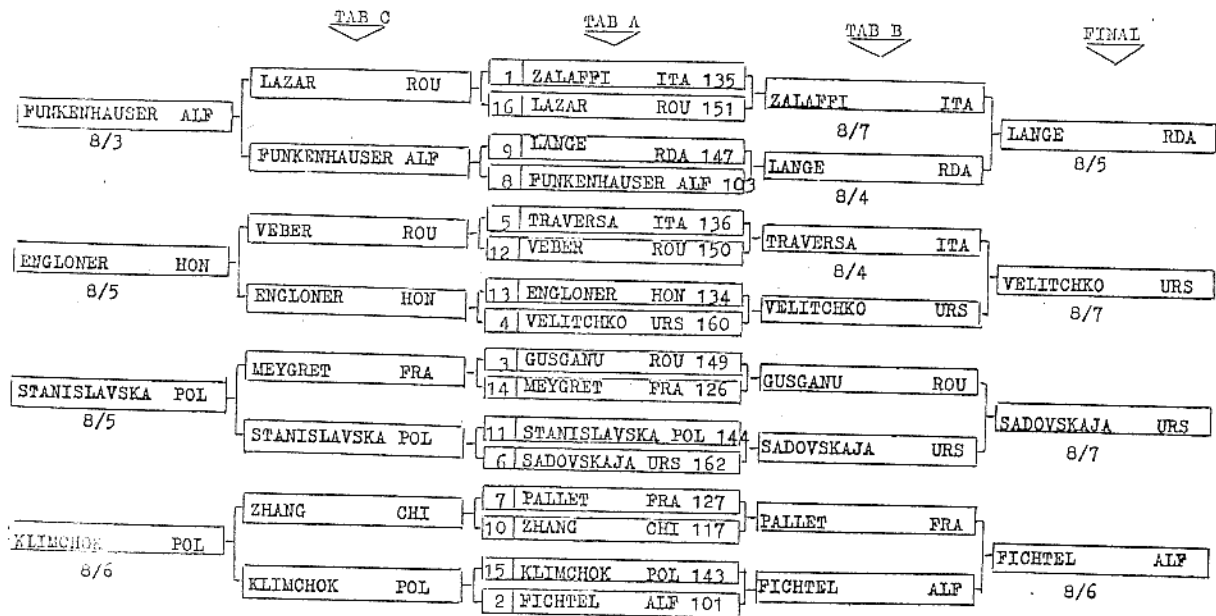 TAB C
TAB A
TAB B
FINAL
FUNKENHAUSER ALF
8/3
ENGLONER HON
8/5
STANISLAVSKA POL
8/5
KLIMCHOK POL
8/6
LAZAR ROU
FUNKENHAUSER ALF
VEBER ROU
ENGLONER HON
MEYGRET FRA
STANISLAVSKA POL
ZHANG CHI
KLIMCHOK POL
1 ZALAFFI ITA 135
16 LAZAR ROU 151
9 LANGE RDA 147
8 FUNKENHAUSER ALF 103
5 TRAVERSA ITA 136
12 VEBER ROU 150
13 ENGLONER HON 134
4 VELITCHKO URS 160
3 GUSGANU ROU 149
14 MEYGRET FRA 126
11 STANISLAVSKA POL 144
6 SADOVSKAJA URS 162
7 PALLET FRA 127
10 ZHANG CHI 117
15 KLIMCHOK POL 143
2 FICHTEL ALF 101
ZALAFFI ITA
8/7
LANGE RDA
8/4
TRAVERSA ITA
8/4
VELITCHKO URS
GUSGANU ROU
SADOVSKAJA URS
PALLET FRA
FICHTEL ALF
LANGE RDA
8/5
VELITCHKO URS
8/7
SADOVSKAJA URS
8/7
FICHTEL ALF
8/6